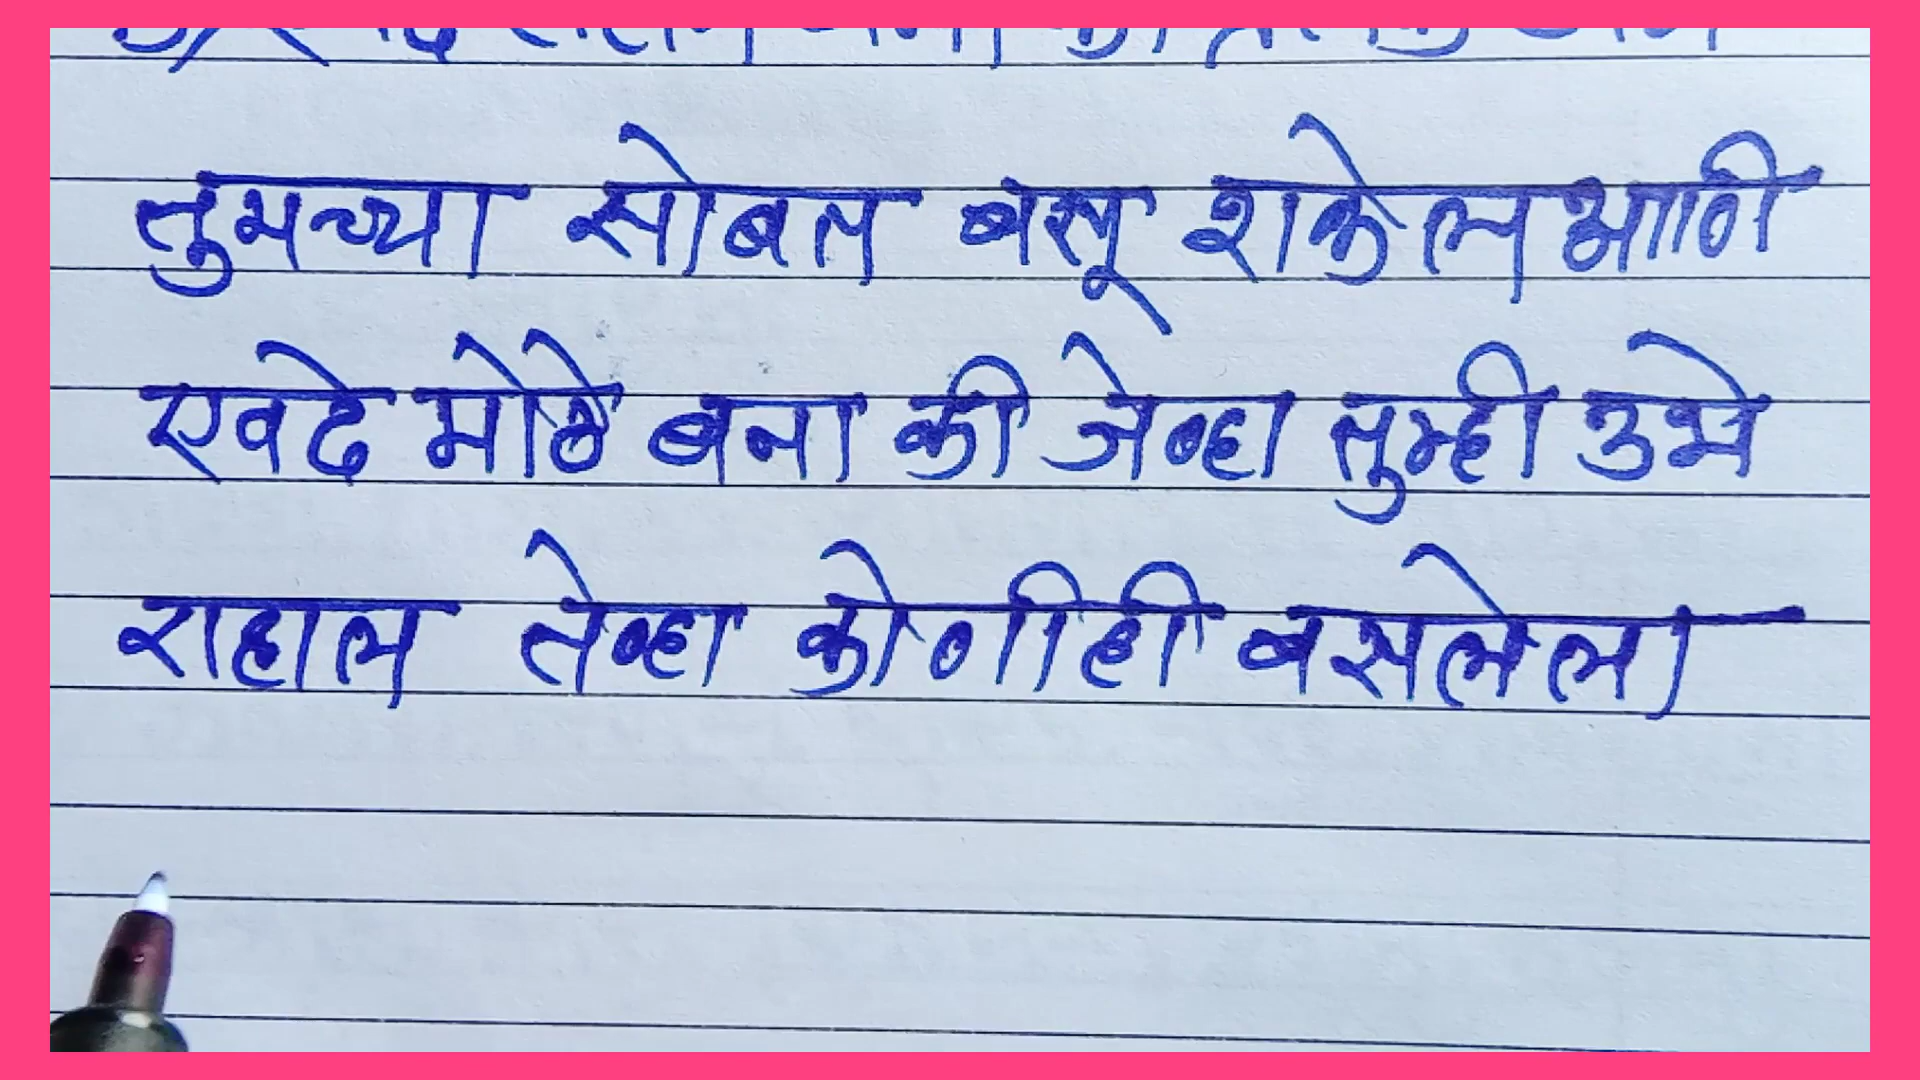 तुमच्या सोबत बसू शकेल आणि
एवढे मोठे बना की जेव्हा तुम्ही उभे
राहाल तेव्हा कोणीही बसलेला